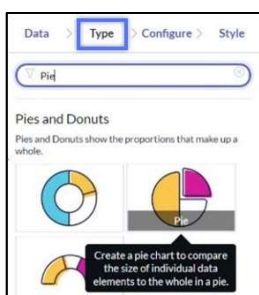 Data > Type > Configure > Style
Pie
Pies and Donuts
Pies and Donuts show the proportions that make up a
whole.
Pie
Create a pie chart to compare
the size of individual data
elements to the whole in a pie.